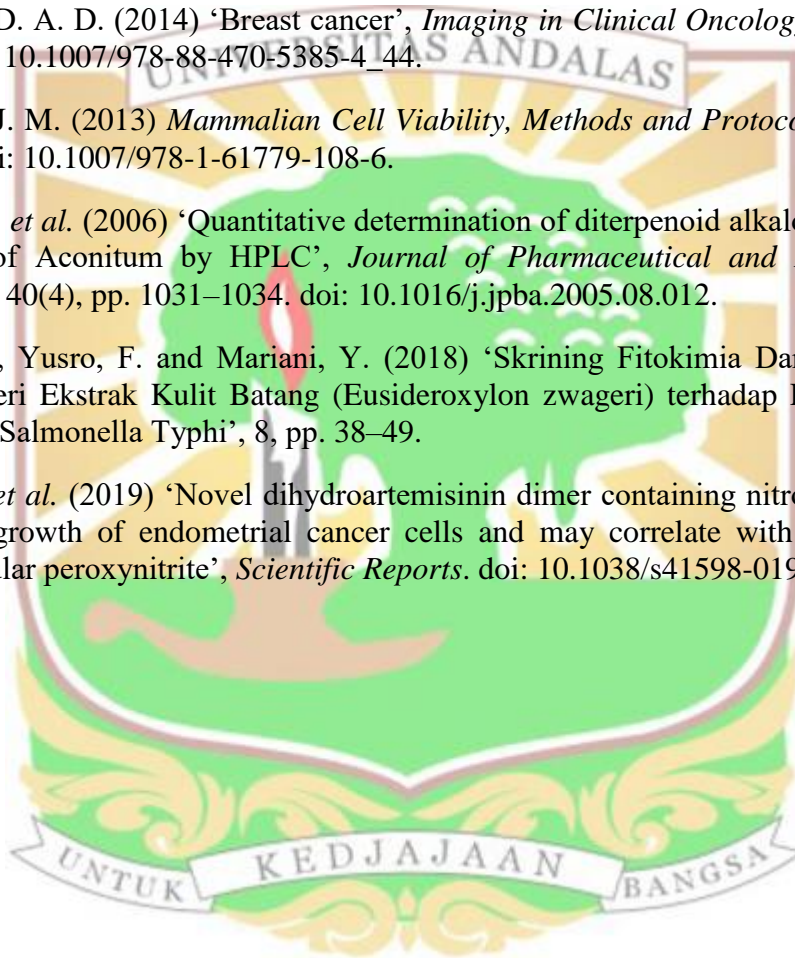 D. A. D. (2014) ‘Breast cancer’, Imaging in Clinical Oncology,
10.1007/978-88-470-5385-4_44.
UNIVERSITAS ANDALAS
J. M. (2013) Mammalian Cell Viability, Methods and Protoco
i: 10.1007/978-1-61779-108-6.
et al. (2006) ‘Quantitative determination of diterpenoid alkalo
of Aconitum by HPLC’, Journal of Pharmaceutical and
40(4), pp. 1031–1034. doi: 10.1016/j.jpba.2005.08.012.
, Yusro, F. and Mariani, Y. (2018) ‘Skrining Fitokimia Dan
eri Ekstrak Kulit Batang (Eusideroxylon zwageri) terhadap
Salmonella Typhi’, 8, pp. 38–49.
et al. (2019) ‘Novel dihydroartemisinin dimer containing nitro
growth of endometrial cancer cells and may correlate with
lar peroxynitrite’, Scientific Reports. doi: 10.1038/s41598-019
UNTUK KEDJAJAAN BANGSA